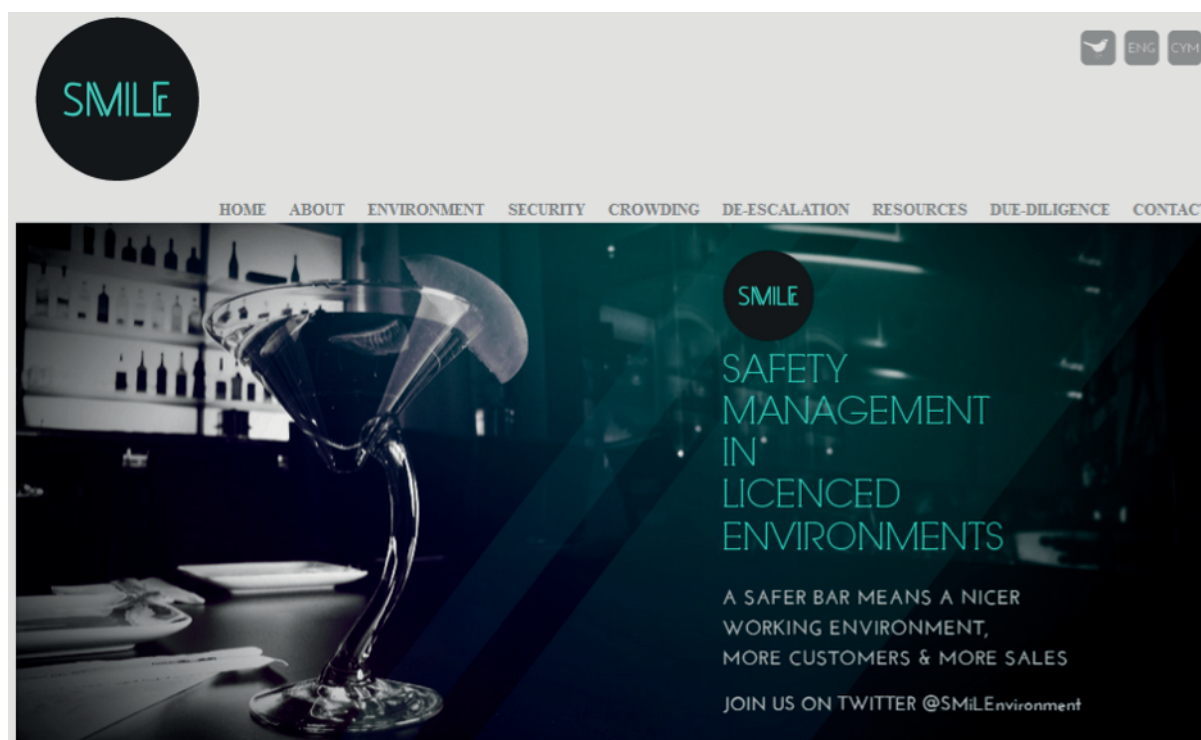 SMILE
ENG CYM
HOME ABOUT ENVIRONMENT SECURITY CROWDING DE-ESCALATION RESOURCES DUE-DILIGENCE CONTAC
SMILE
SAFETY
MANAGEMENT
IN
LICENCED
ENVIRONMENTS
A SAFER BAR MEANS A NICER
WORKING ENVIRONMENT,
MORE CUSTOMERS & MORE SALES
JOIN US ON TWITTER @SMiLEnvironment